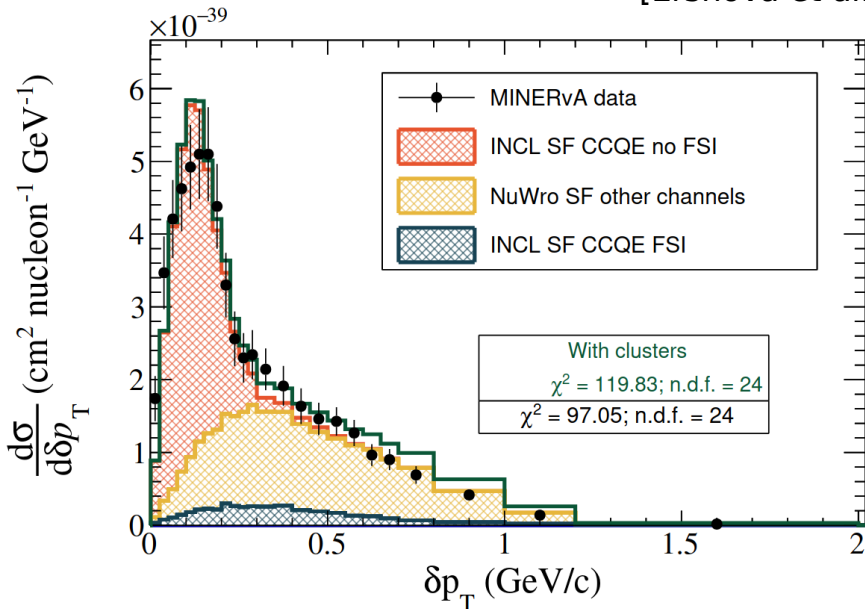 ×10⁻³⁹
MINERvA data
INCL SF CCQE no FSI
NuWro SF other channels
INCL SF CCQE FSI
With clusters
χ² = 119.83; n.d.f. = 24
χ² = 97.05; n.d.f. = 24
dσ/dδp_T (cm² nucleon⁻¹ GeV⁻¹)
6
5
4
3
2
1
0
0 0.5 1 1.5 2
δp_T (GeV/c)